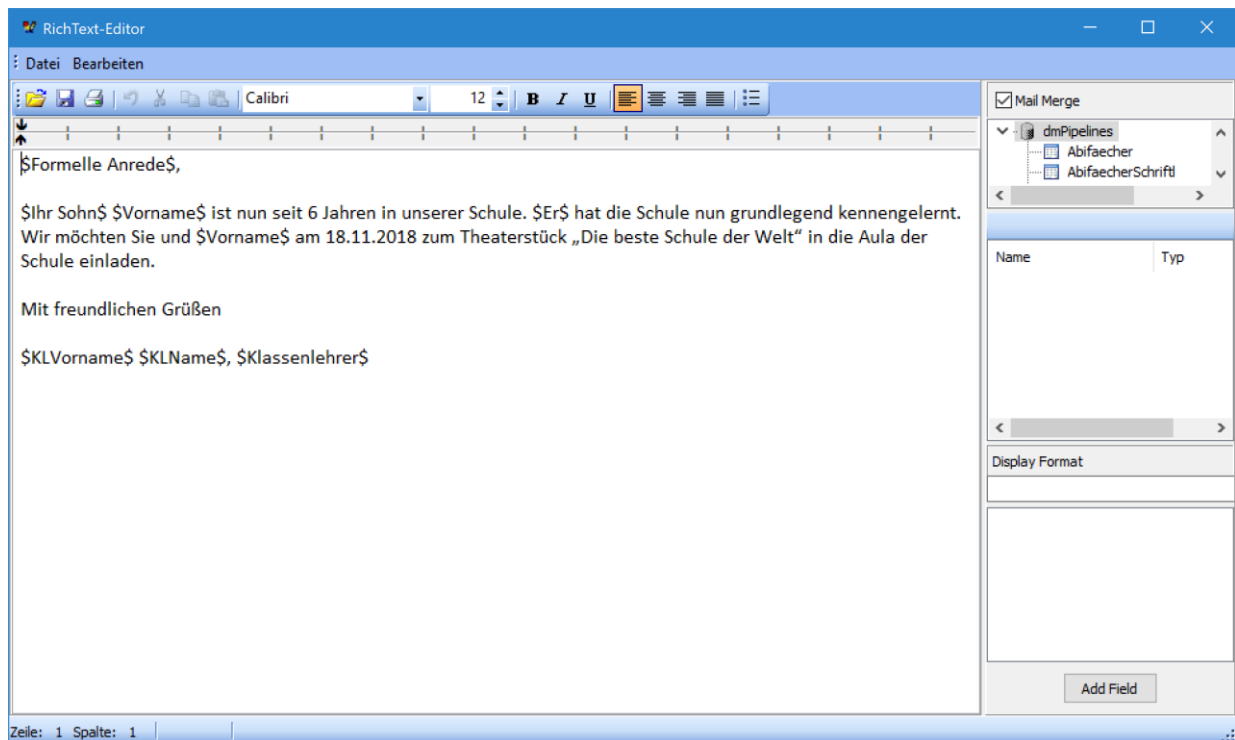 RichText-Editor
Datei Bearbeiten
Calibri 12 B I U
Mail Merge
dmPipelines
Abifaecher
AbifaecherSchriftl
$Formelle Anrede$,
$Ihr Sohn$ $Vorname$ ist nun seit 6 Jahren in unserer Schule. $Er$ hat die Schule nun grundlegend kennengelernt.
Wir möchten Sie und $Vorname$ am 18.11.2018 zum Theaterstück „Die beste Schule der Welt“ in die Aula der
Schule einladen.
Mit freundlichen Grüßen
$KLVorname$ $KLName$, $Klassenlehrer$
Name Typ
Display Format
Add Field
Zeile: 1 Spalte: 1